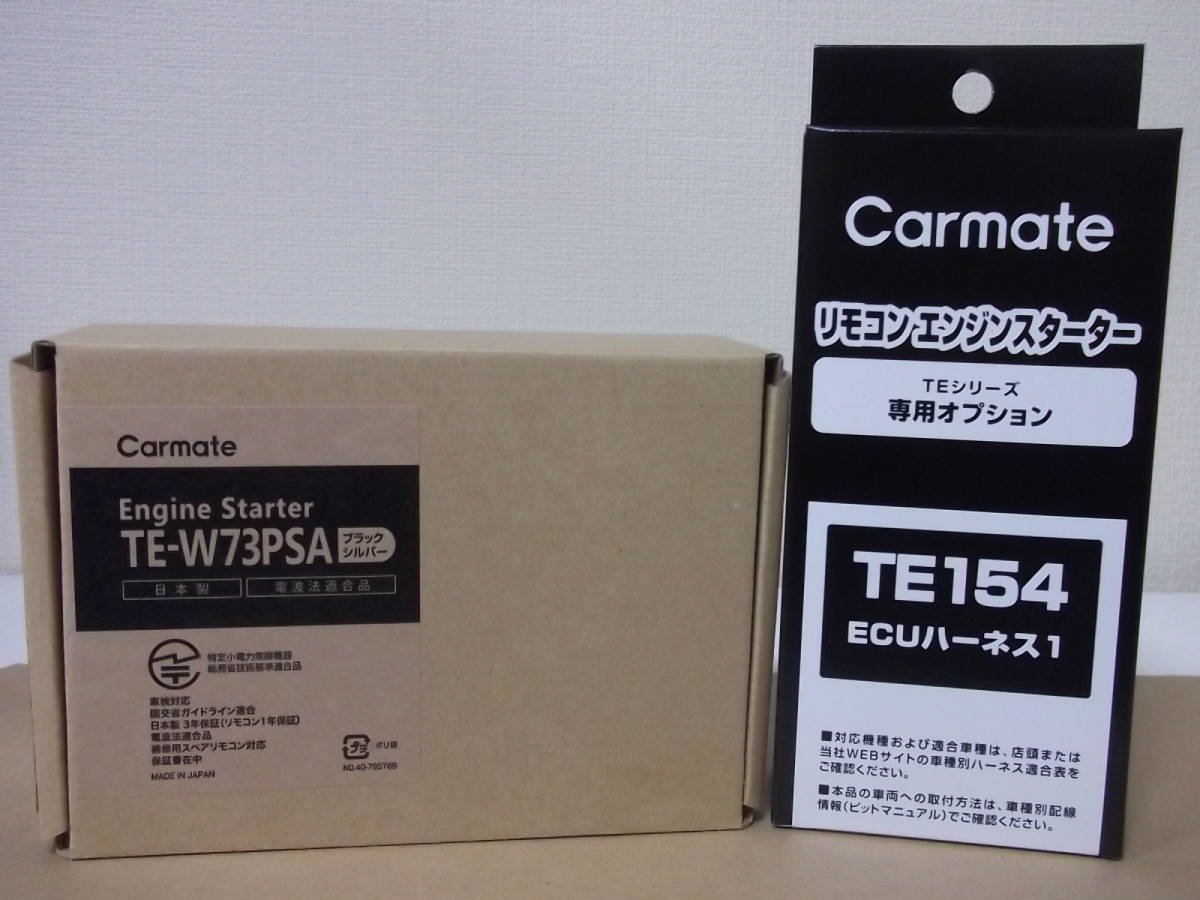 Carmate
Engine Starter
TE-W73PSA
ブラック
シルバー
日本製
電波法適合品
特定小電力無線機器
総務省技術基準適合品
車検対応
国交省ガイドライン適合
日本製 3年保証(リモコン1年保証)
電波法適合品
補修用スペアリモコン対応
保証書在中
MADE IN JAPAN
プラ
ポリ袋
NO.40-79576B
Carmate
リモコンエンジンスターター
TEシリーズ
専用オプション
TE154
ECUハーネス1
■対応機種および適合車種は、店頭または
当社WEBサイトの車種別ハーネス適合表を
ご確認ください。
■本品の車両への取付方法は、車種別配線
情報(ピットマニュアル)でご確認ください。